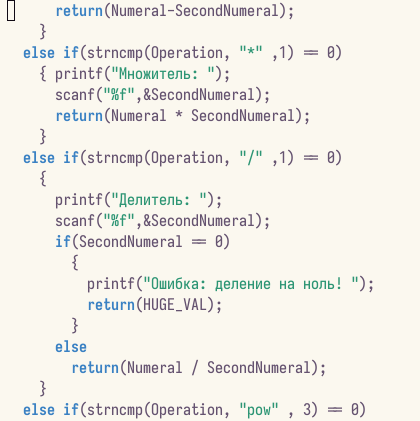 return(Numeral-SecondNumeral);
}
else if(strncmp(Operation, "*" ,1) == 0)
{ printf("Множитель: ");
scanf("%f",&SecondNumeral);
return(Numeral * SecondNumeral);
}
else if(strncmp(Operation, "/" ,1) == 0)
{
printf("Делитель: ");
scanf("%f",&SecondNumeral);
if(SecondNumeral == 0)
{
printf("Ошибка: деление на ноль! ");
return(HUGE_VAL);
}
else
return(Numeral / SecondNumeral);
}
else if(strncmp(Operation, "pow" , 3) == 0)